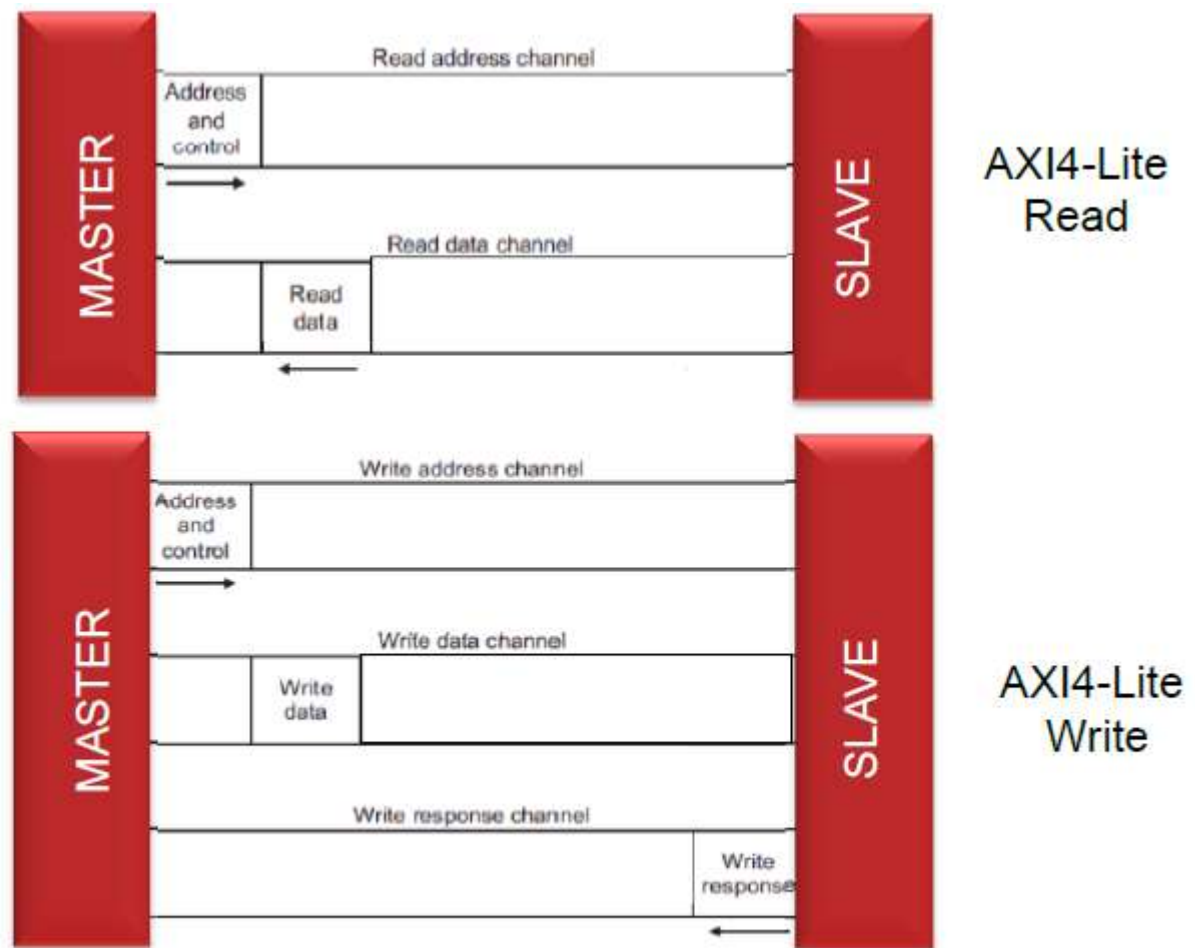 MASTER
Read address channel
Address
and
control
Read data channel
Read
data
SLAVE
AXI4-Lite
Read
MASTER
Write address channel
Address
and
control
Write data channel
Write
data
Write response channel
Write
response
SLAVE
AXI4-Lite
Write